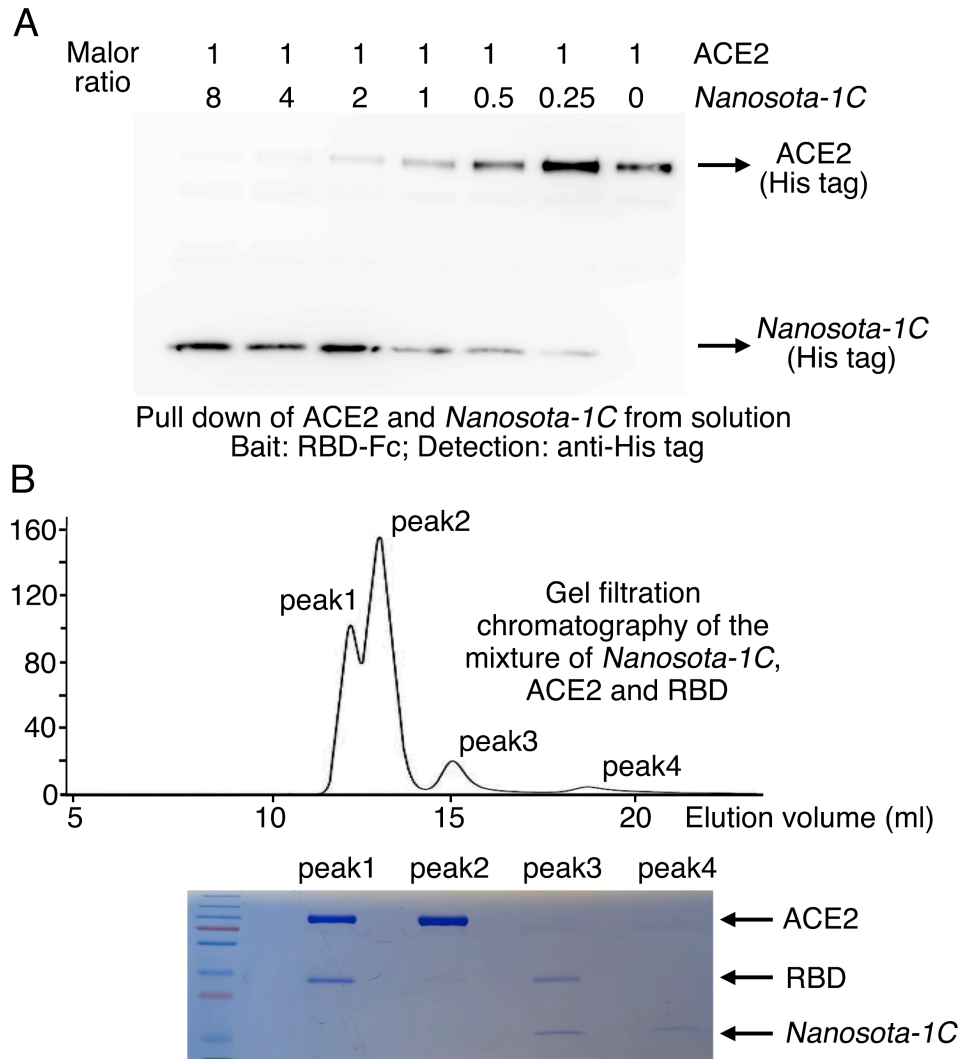 A
Malor
ratio
1 1 1 1 1 1 1 ACE2
8 4 2 1 0.5 0.25 0 Nanosota-1C
ACE2
(His tag)
Nanosota-1C
(His tag)
Pull down of ACE2 and Nanosota-1C from solution
Bait: RBD-Fc; Detection: anti-His tag
B
160
120
80
40
0
peak1
peak2
peak3
peak4
Gel filtration
chromatography of the
mixture of Nanosota-1C,
ACE2 and RBD
5 10 15 20 Elution volume (ml)
peak1 peak2 peak3 peak4
ACE2
RBD
Nanosota-1C